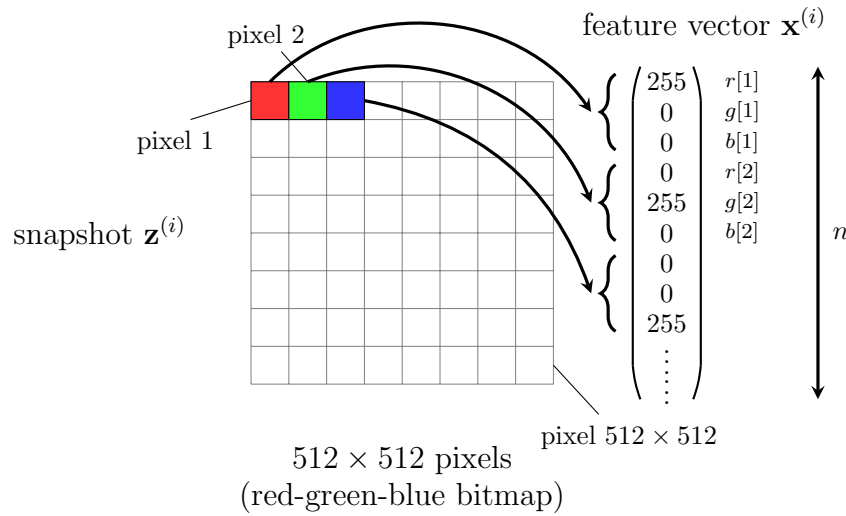 feature vector x^(i)
pixel 2
pixel 1
snapshot z^(i)
255 r[1]
0 g[1]
0 b[1]
0 r[2]
255 g[2]
0 b[2]
0
0
255
⋮
n
pixel 512 × 512
512 × 512 pixels
(red-green-blue bitmap)